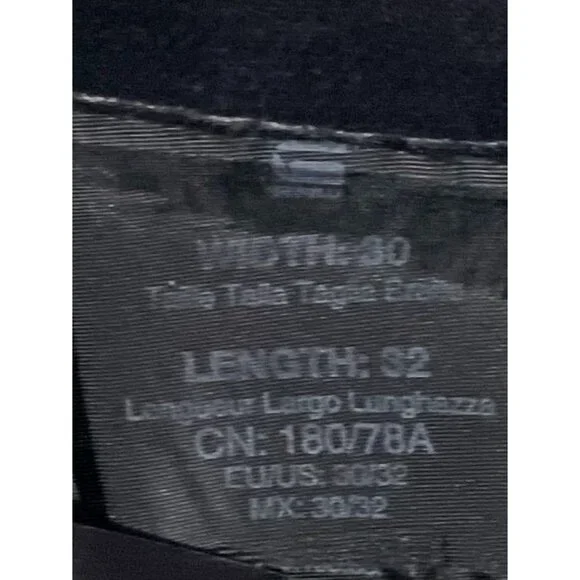 WIDTH: 30
Taille Talla Taglia
LENGTH: 32
Longueur Largo Lunghezza
CN: 180/78A
EU/US: 30/32
MX: 30/32